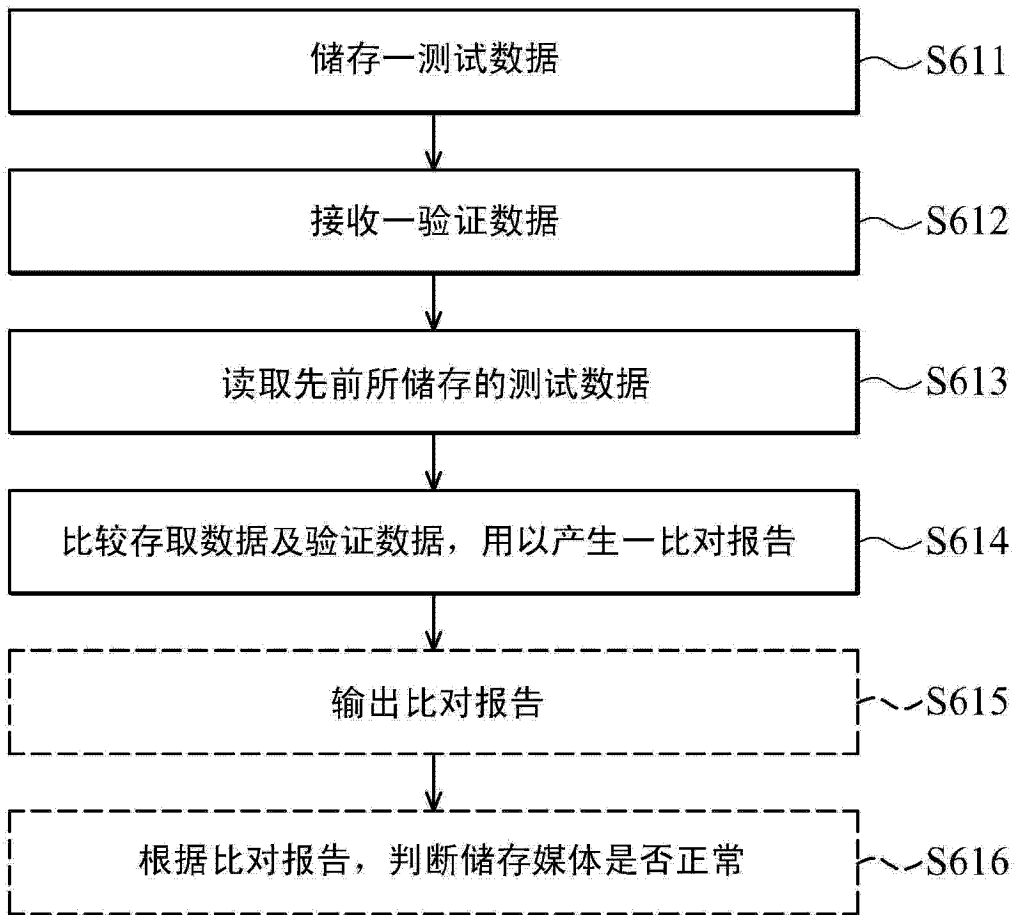 储存一测试数据
S611
接收一验证数据
S612
读取先前所储存的测试数据
S613
比较存取数据及验证数据，用以产生一比对报告
S614
输出比对报告
S615
根据比对报告，判断储存媒体是否正常
S616